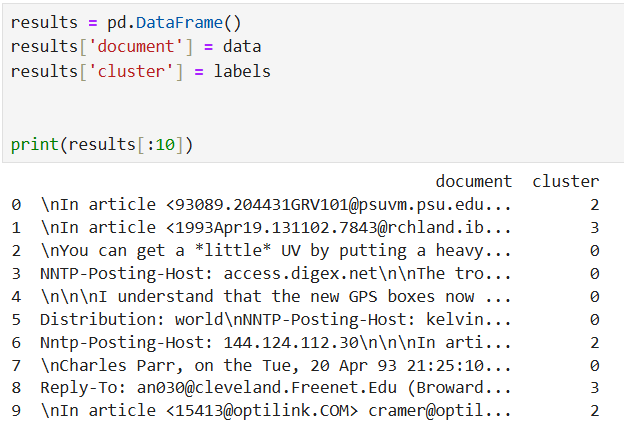 results = pd.DataFrame()
results['document'] = data
results['cluster'] = labels
print(results[:10])
document cluster
0 \nIn article <93089.204431GRV101@psuvm.psu.edu... 2
1 \nIn article <1993Apr19.131102.7843@rchland.ib... 3
2 \nYou can get a *little* UV by putting a heavy... 0
3 NNTP-Posting-Host: access.digex.net\n\nThe tro... 0
4 \n\n\nI understand that the new GPS boxes now ... 0
5 Distribution: world\nNNTP-Posting-Host: kelvin... 0
6 Nntp-Posting-Host: 144.124.112.30\n\n\nIn arti... 2
7 \nCharles Parr, on the Tue, 20 Apr 93 21:25:10... 0
8 Reply-To: an030@cleveland.Freenet.Edu (Broward... 3
9 \nIn article <15413@optilink.COM> cramer@optil... 2